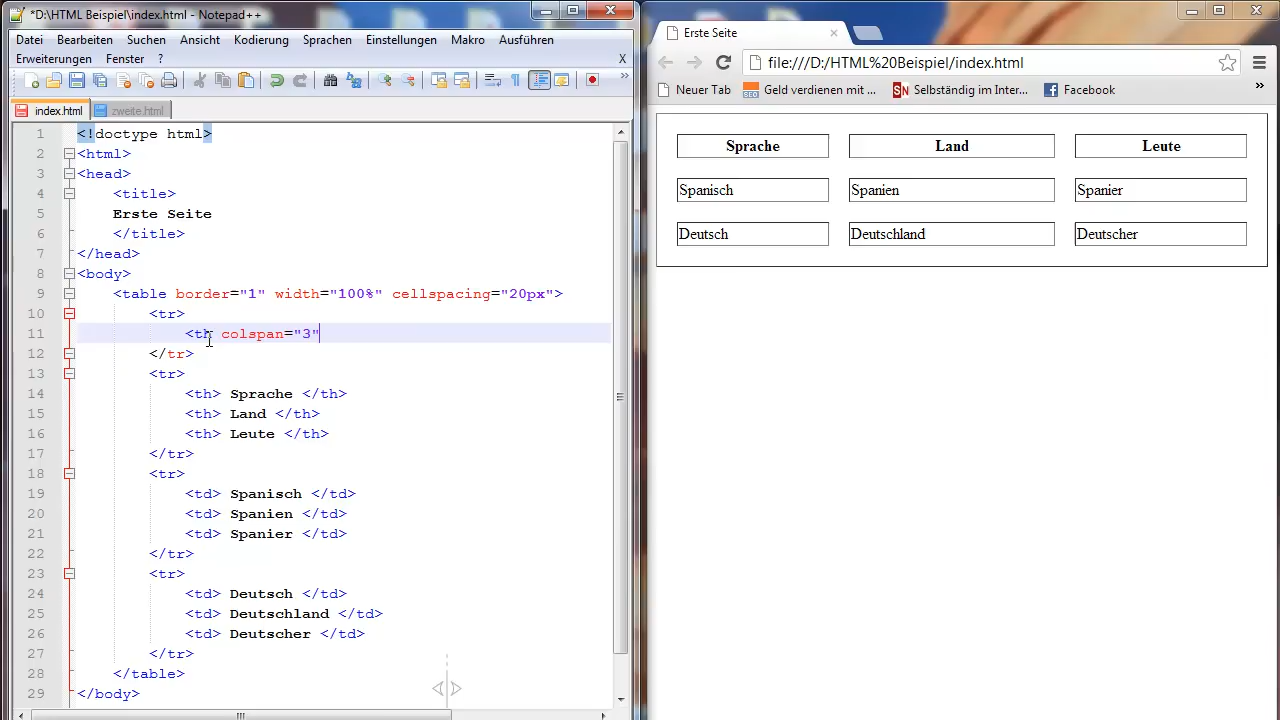 *D:\HTML Beispiel\index.html - Notepad++
Datei Bearbeiten Suchen Ansicht Kodierung Sprachen Einstellungen Makro Ausführen
Erweiterungen Fenster ? X
index.html zweite.html
1 <!doctype html>
2 <html>
3 <head>
4 <title>
5 Erste Seite
6 </title>
7 </head>
8 <body>
9 <table border="1" width="100%" cellspacing="20px">
10 <tr>
11 <th colspan="3"
12 </tr>
13 <tr>
14 <th> Sprache </th>
15 <th> Land </th>
16 <th> Leute </th>
17 </tr>
18 <tr>
19 <td> Spanisch </td>
20 <td> Spanien </td>
21 <td> Spanier </td>
22 </tr>
23 <tr>
24 <td> Deutsch </td>
25 <td> Deutschland </td>
26 <td> Deutscher </td>
27 </tr>
28 </table>
29 </body>
Erste Seite
file:///D:/HTML%20Beispiel/index.html
Neuer Tab SEO Geld verdienen mit ... SN Selbständig im Inter... Facebook »
Sprache Land Leute
Spanisch Spanien Spanier
Deutsch Deutschland Deutscher